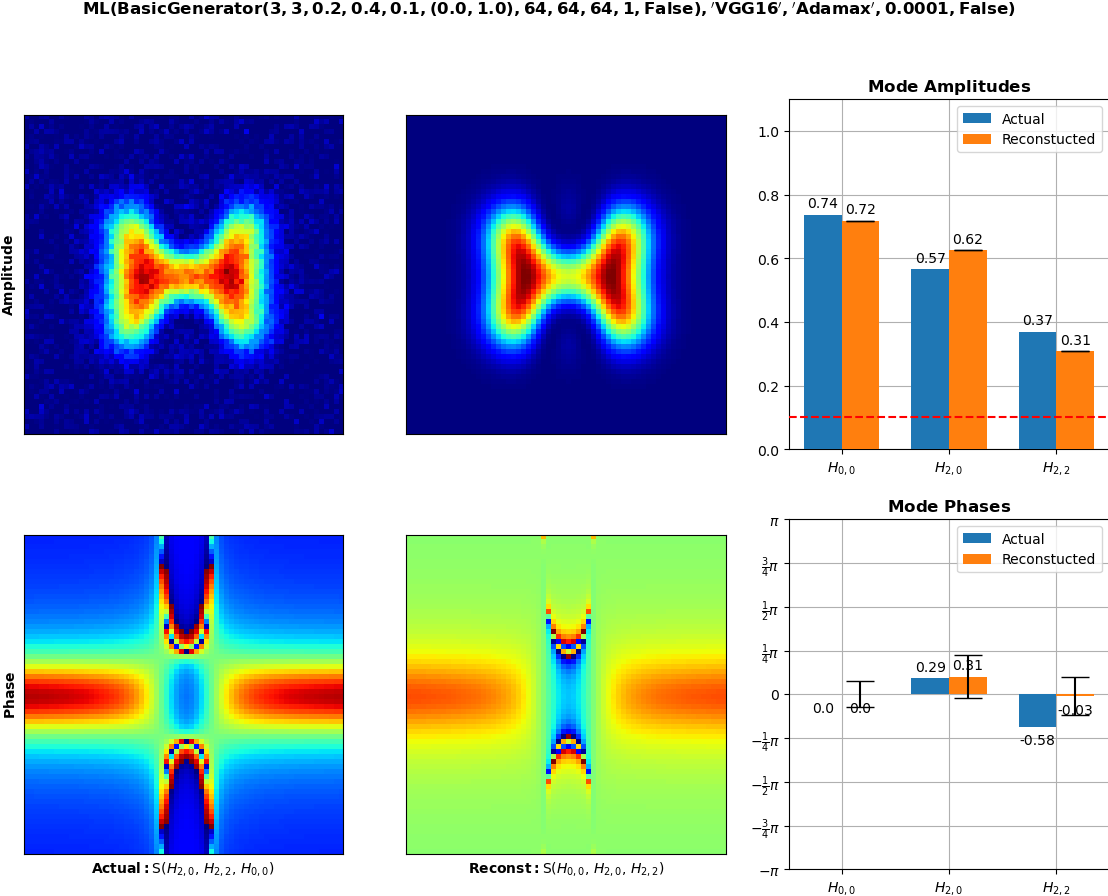 ML(BasicGenerator(3, 3, 0.2, 0.4, 0.1, (0.0, 1.0), 64, 64, 64, 1, False), ′VGG16′, ′Adamax′, 0.0001, False)
Amplitude
Mode Amplitudes
Actual
Reconstucted
1.0
0.8
0.6
0.4
0.2
0.0
0.74
0.72
0.57
0.62
0.37
0.31
H0, 0
H2, 0
H2, 2
Phase
Actual: S(H2, 0, H2, 2, H0, 0)
Reconst: S(H0, 0, H2, 0, H2, 2)
Mode Phases
Actual
Reconstucted
π
3/4π
1/2π
1/4π
0
−1/4π
−1/2π
−3/4π
−π
0.0
0.0
0.29
0.31
-0.58
-0.03
H0, 0
H2, 0
H2, 2